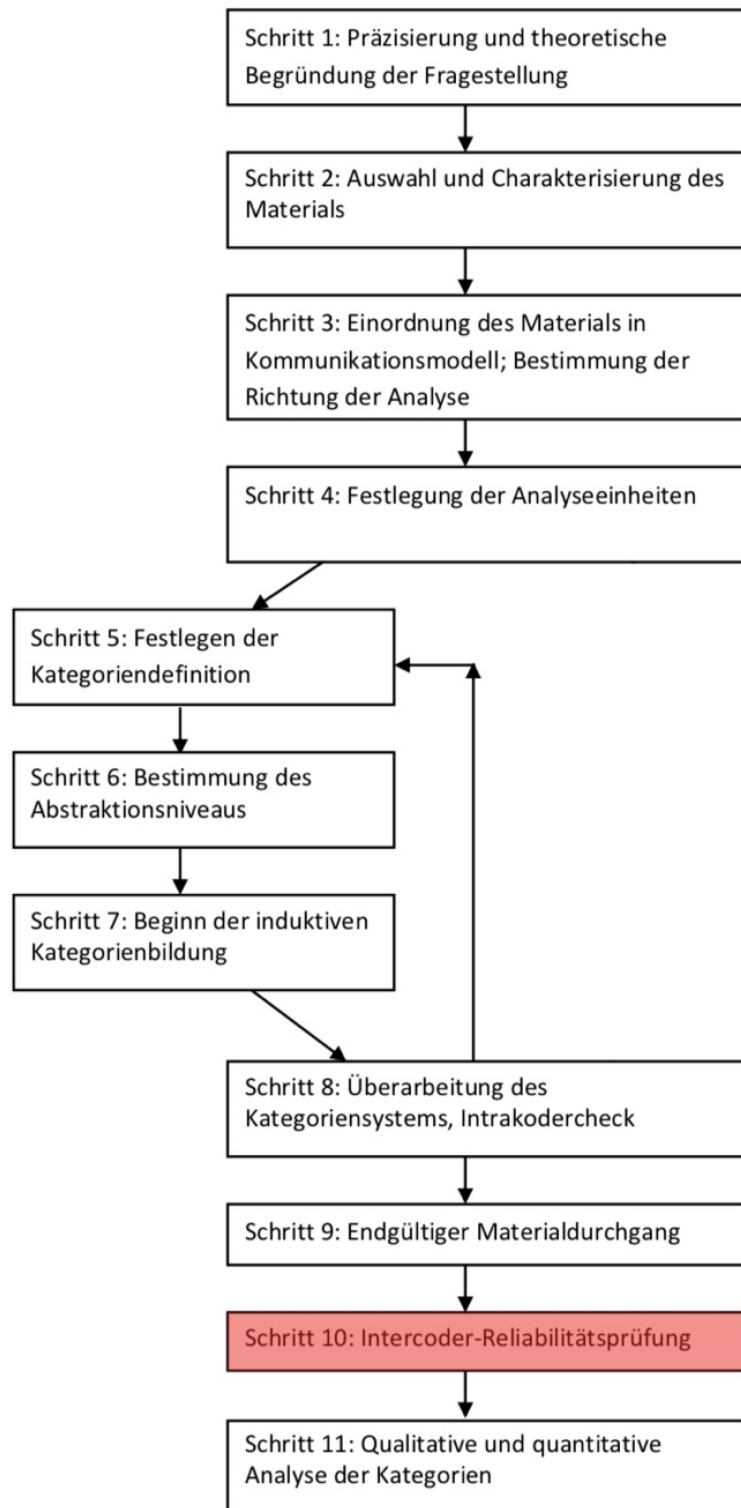 Schritt 1: Präzisierung und theoretische
Begründung der Fragestellung
Schritt 2: Auswahl und Charakterisierung des
Materials
Schritt 3: Einordnung des Materials in
Kommunikationsmodell; Bestimmung der
Richtung der Analyse
Schritt 4: Festlegung der Analyseeinheiten
Schritt 5: Festlegen der
Kategoriendefinition
Schritt 6: Bestimmung des
Abstraktionsniveaus
Schritt 7: Beginn der induktiven
Kategorienbildung
Schritt 8: Überarbeitung des
Kategoriensystems, Intrakodercheck
Schritt 9: Endgültiger Materialdurchgang
Schritt 10: Intercoder-Reliabilitätsprüfung
Schritt 11: Qualitative und quantitative
Analyse der Kategorien